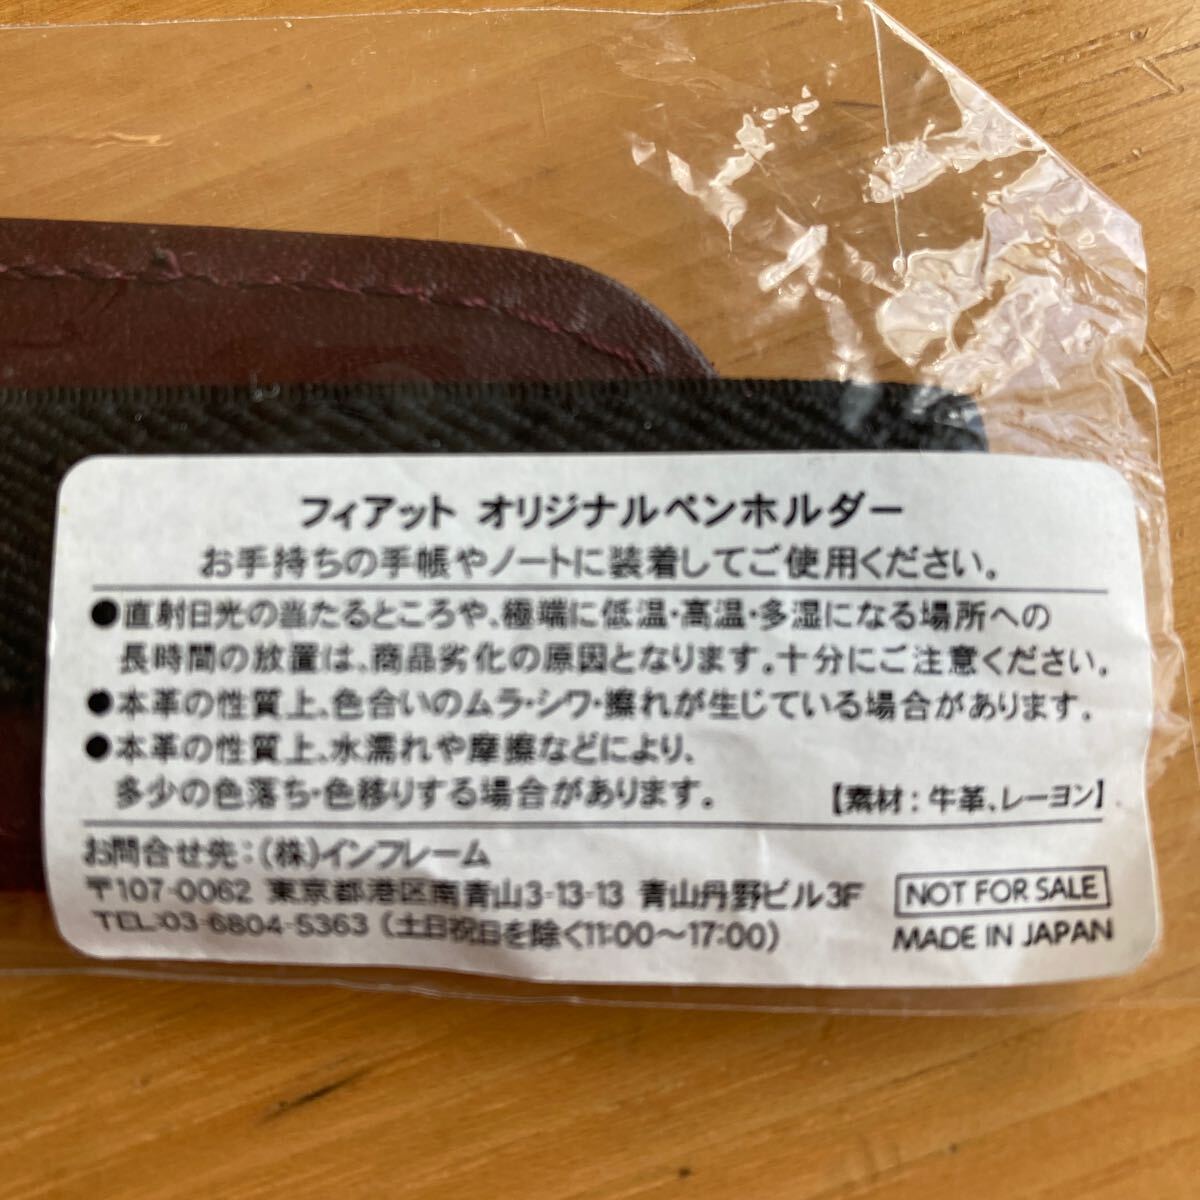 フィアット オリジナルペンホルダー
お手持ちの手帳やノートに装着してご使用ください。
●直射日光の当たるところや、極端に低温・高温・多湿になる場所への
長時間の放置は、商品劣化の原因となります。十分にご注意ください。
●本革の性質上、色合いのムラ・シワ・擦れが生じている場合があります。
●本革の性質上、水濡れや摩擦などにより、
多少の色落ち・色移りする場合があります。 【素材：牛革、レーヨン】
お問合せ先：（株）インフレーム
〒107-0062 東京都港区南青山3-13-13 青山丹野ビル3F
TEL:03-6804-5363（土日祝日を除く11:00～17:00）
NOT FOR SALE
MADE IN JAPAN